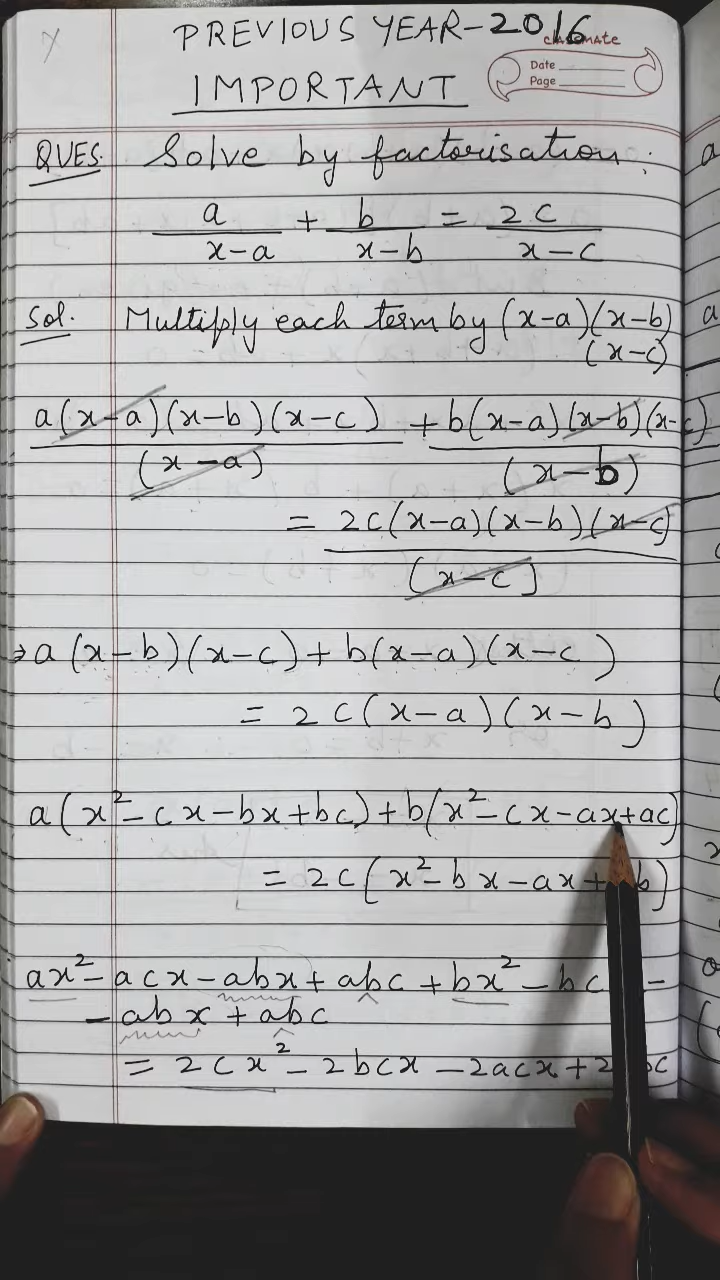 PREVIOUS YEAR-2016
classmate
Date
Page
IMPORTANT
QUES. Solve by factorisation:
a/(x-a) + b/(x-b) = 2c/(x-c)
Sol. Multiply each term by (x-a)(x-b)
(x-c)
a(x-a)(x-b)(x-c)/(x-a) + b(x-a)(x-b)(x-c)/(x-b)
= 2c(x-a)(x-b)(x-c)/(x-c)
⇒ a(x-b)(x-c)+b(x-a)(x-c)
= 2c(x-a)(x-b)
a(x²-cx-bx+bc)+b(x²-cx-ax+ac)
= 2c(x²-bx-ax+ b)
ax²-acx-abx+abc+bx²-bc -
-abx+abc
= 2cx²-2bcx-2acx+2 bc